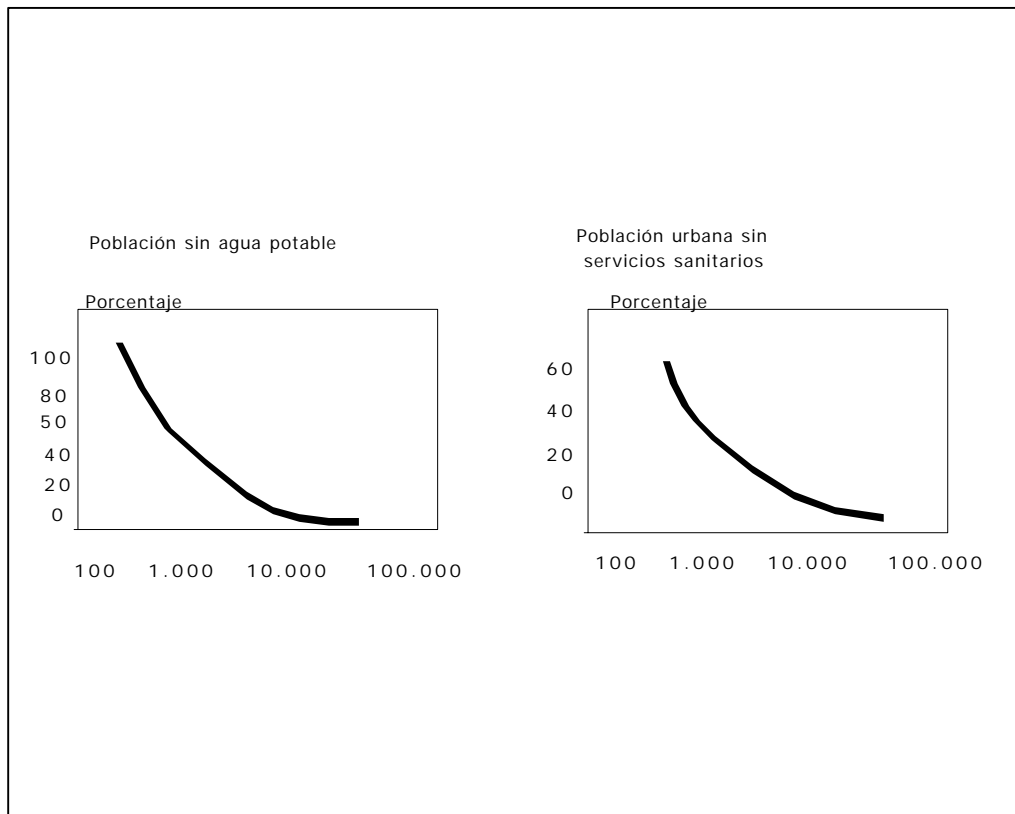 Población sin agua potable
Porcentaje
100
80
50
40
20
0
100 1.000 10.000 100.000
Población urbana sin
servicios sanitarios
Porcentaje
60
40
20
0
100 1.000 10.000 100.000